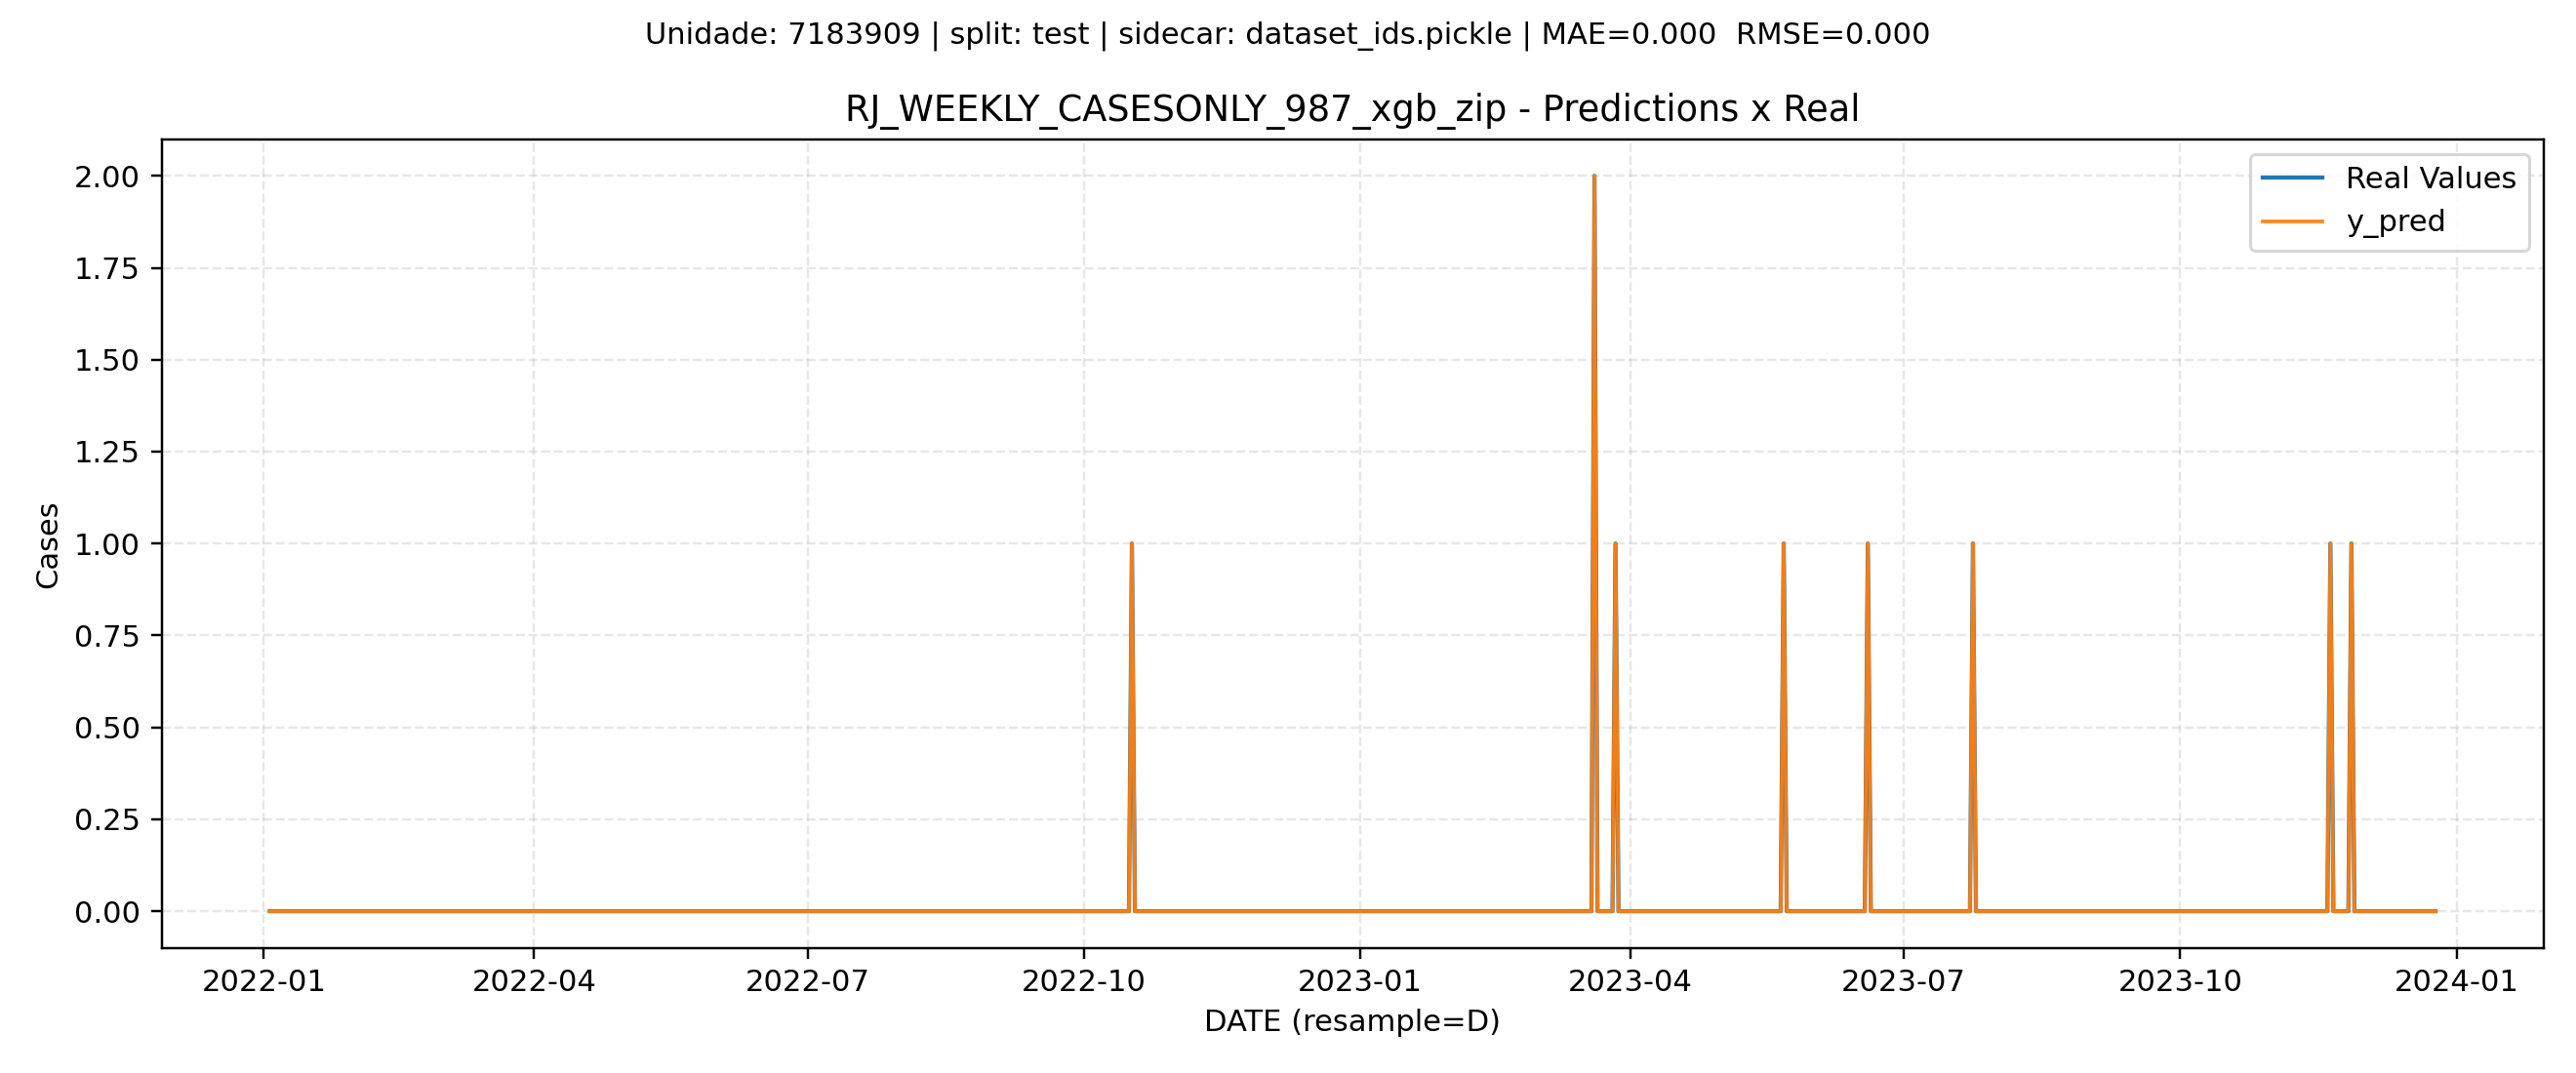 Unidade: 7183909 | split: test | sidecar: dataset_ids.pickle | MAE=0.000  RMSE=0.000
RJ_WEEKLY_CASESONLY_987_xgb_zip - Predictions x Real
Real Values
y_pred
Cases
2.00
1.75
1.50
1.25
1.00
0.75
0.50
0.25
0.00
2022-01 2022-04 2022-07 2022-10 2023-01 2023-04 2023-07 2023-10 2024-01
DATE (resample=D)